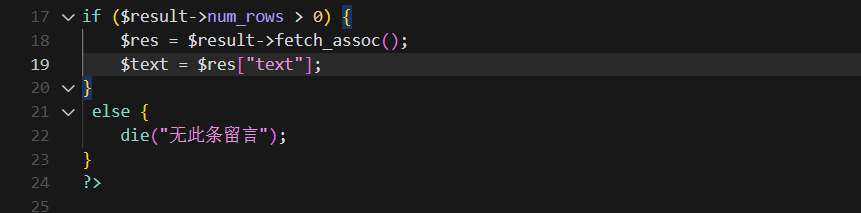 17 if ($result->num_rows > 0) {
18     $res = $result->fetch_assoc();
19     $text = $res["text"];
20 }
21  else {
22     die("无此条留言");
23 }
24 ?>
25